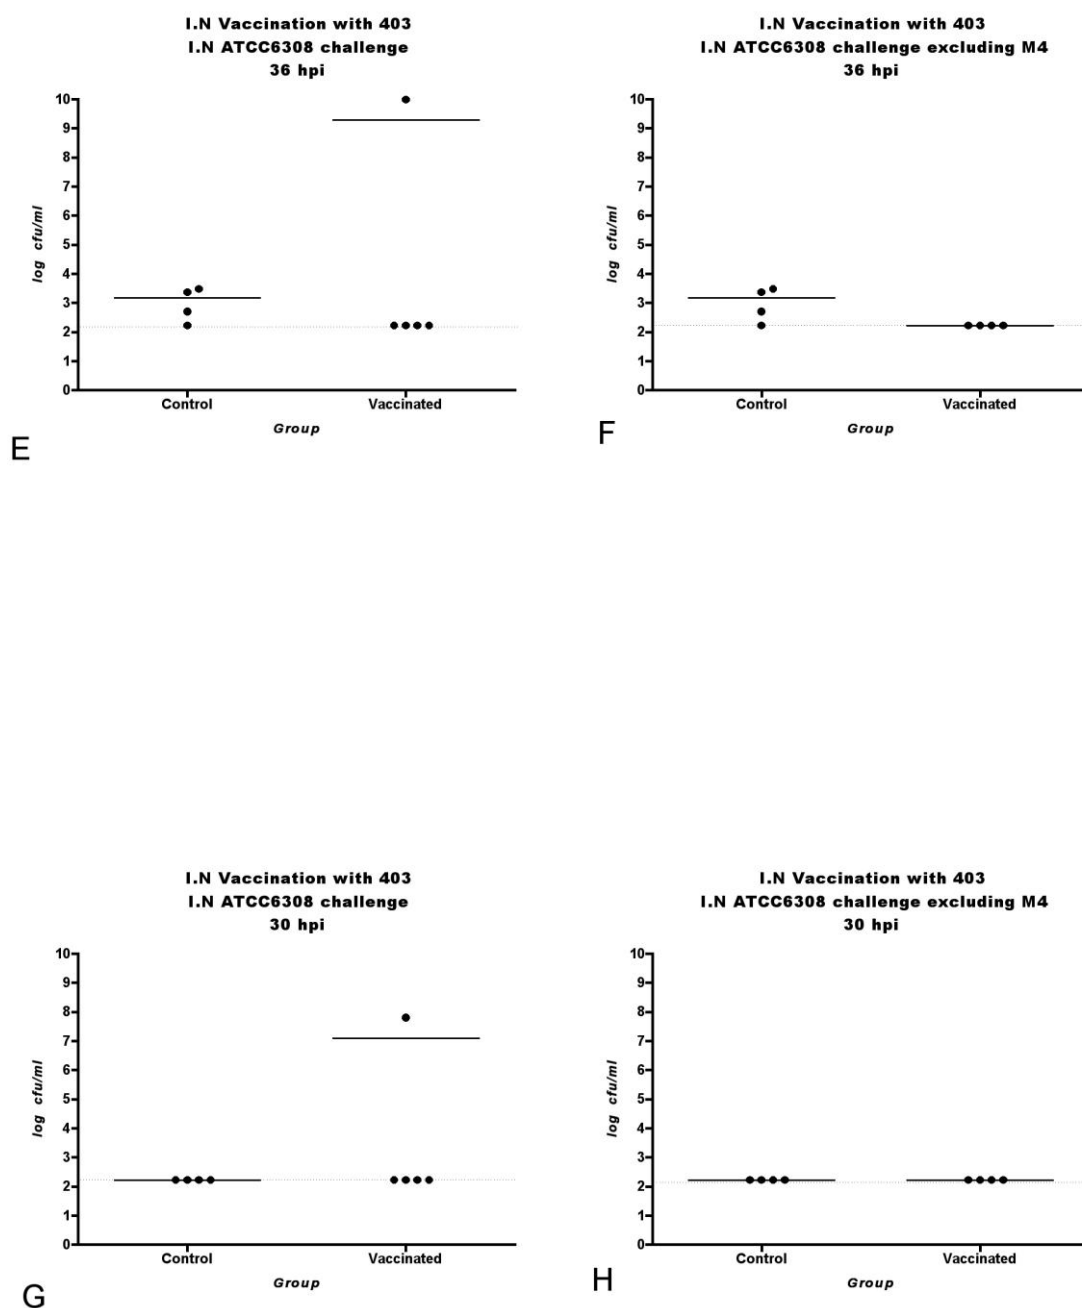 I.N Vaccination with 403
I.N ATCC6308 challenge
36 hpi
10
9
8
7
6
5
4
3
2
1
0
log cfu/ml
Control
Vaccinated
Group
E
I.N Vaccination with 403
I.N ATCC6308 challenge excluding M4
36 hpi
10
9
8
7
6
5
4
3
2
1
0
log cfu/ml
Control
Vaccinated
Group
F
I.N Vaccination with 403
I.N ATCC6308 challenge
30 hpi
10
9
8
7
6
5
4
3
2
1
0
log cfu/ml
Control
Vaccinated
Group
G
I.N Vaccination with 403
I.N ATCC6308 challenge excluding M4
30 hpi
10
9
8
7
6
5
4
3
2
1
0
log cfu/ml
Control
Vaccinated
Group
H